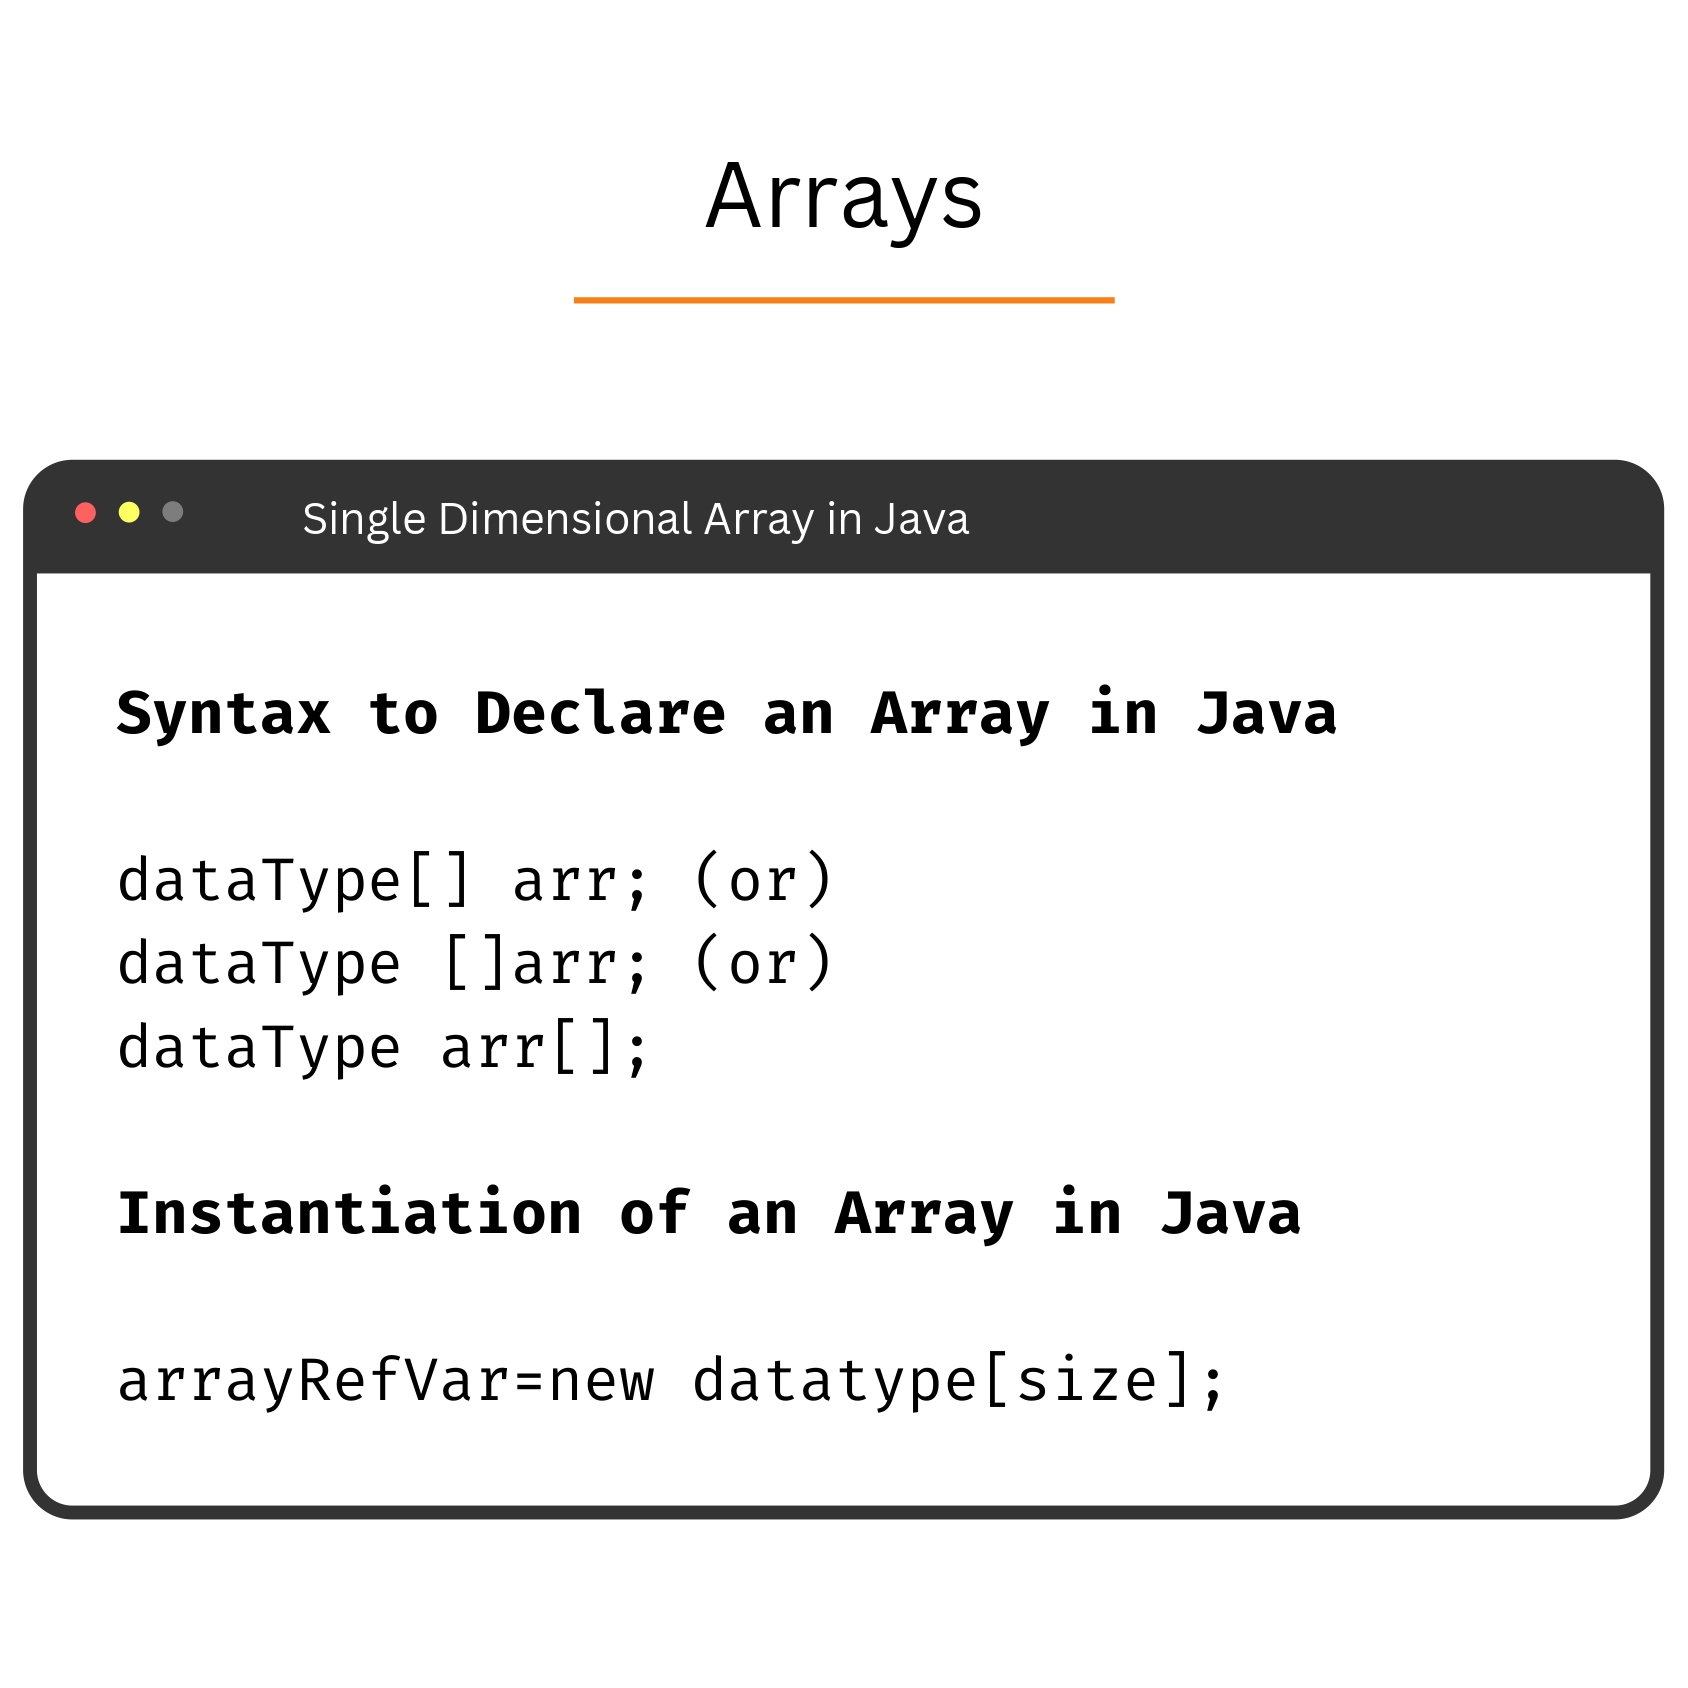 Arrays
Single Dimensional Array in Java
Syntax to Declare an Array in Java
dataType[] arr; (or)
dataType []arr; (or)
dataType arr[];
Instantiation of an Array in Java
arrayRefVar=new datatype[size];